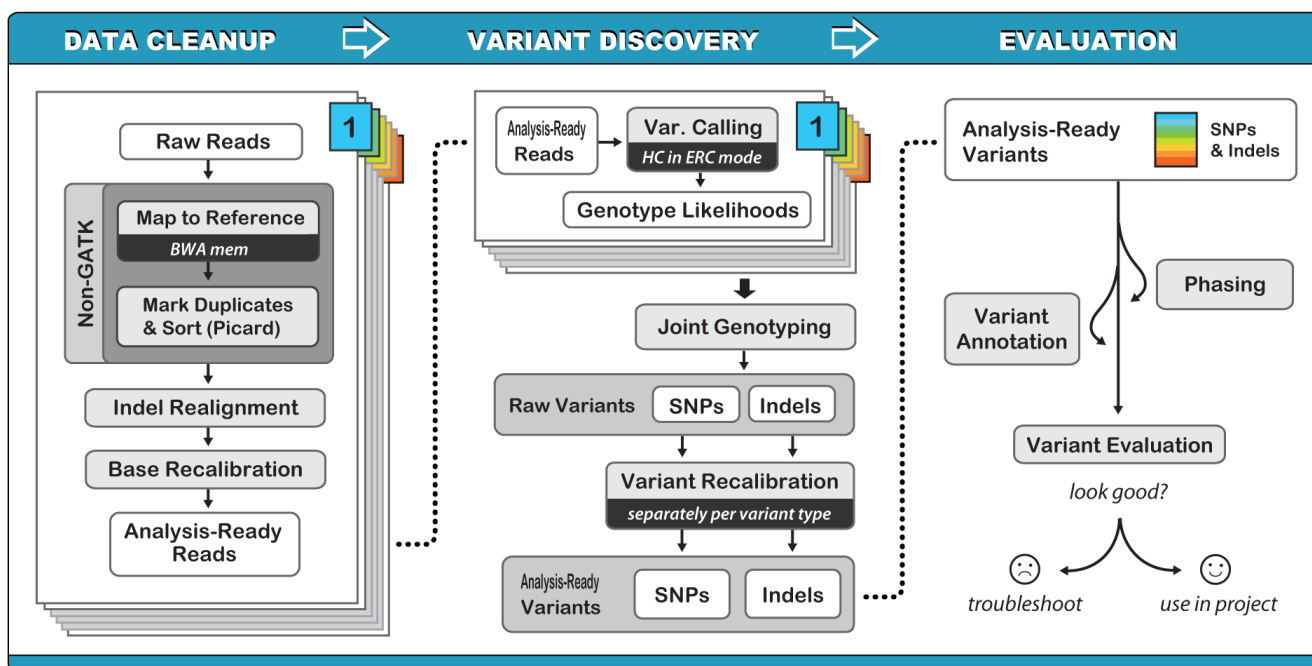 DATA CLEANUP
VARIANT DISCOVERY
EVALUATION
1
Raw Reads
Non-GATK
Map to Reference
BWA mem
Mark Duplicates
& Sort (Picard)
Indel Realignment
Base Recalibration
Analysis-Ready
Reads
1
Analysis-Ready
Reads
Var. Calling
HC in ERC mode
Genotype Likelihoods
Joint Genotyping
Raw Variants
SNPs
Indels
Variant Recalibration
separately per variant type
Analysis-Ready
Variants
SNPs
Indels
Analysis-Ready
Variants
SNPs
& Indels
Phasing
Variant
Annotation
Variant Evaluation
look good?
troubleshoot
use in project